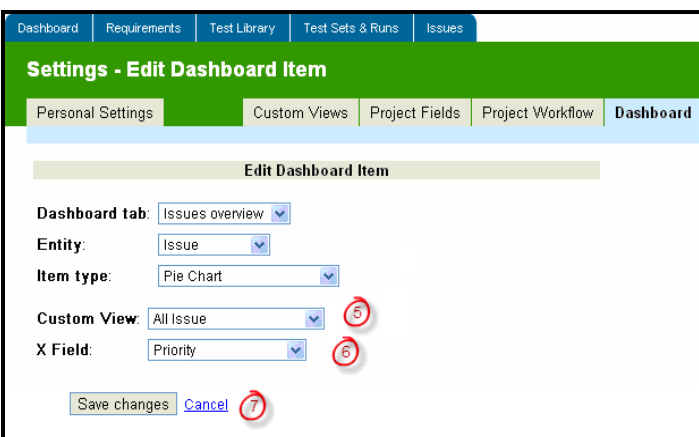 Dashboard Requirements Test Library Test Sets & Runs Issues
Settings - Edit Dashboard Item
Personal Settings Custom Views Project Fields Project Workflow Dashboard
Edit Dashboard Item
Dashboard tab: Issues overview
Entity: Issue
Item type: Pie Chart
Custom View: All Issue 5
X Field: Priority 6
Save changes Cancel 7